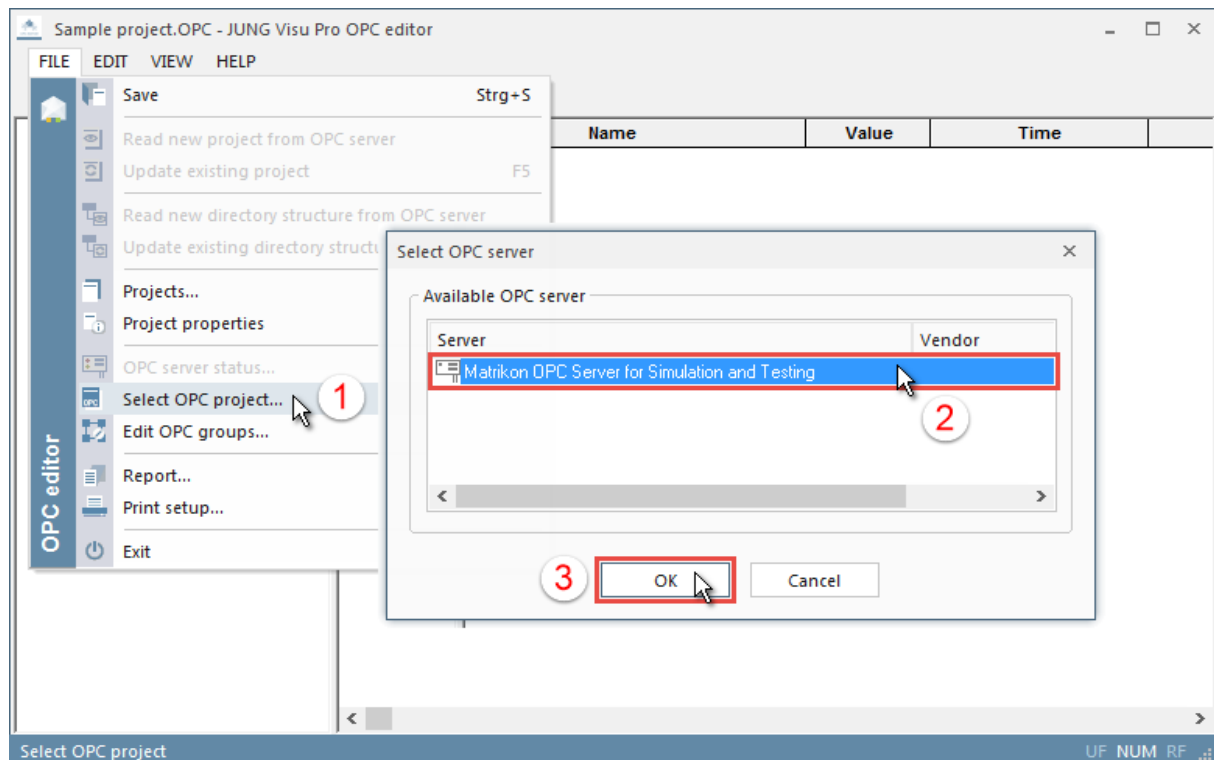 Sample project.OPC - JUNG Visu Pro OPC editor
FILE EDIT VIEW HELP
Save Strg+S
Read new project from OPC server
Update existing project F5
Read new directory structure from OPC server
Update existing directory
Projects...
Project properties
OPC server status...
Select OPC project... 1
Edit OPC groups...
Report...
Print setup...
Exit
OPC editor
Name Value Time
Select OPC server
Available OPC server
Server Vendor
Matrikon OPC Server for Simulation and Testing
2
3 OK Cancel
Select OPC project UF NUM RF